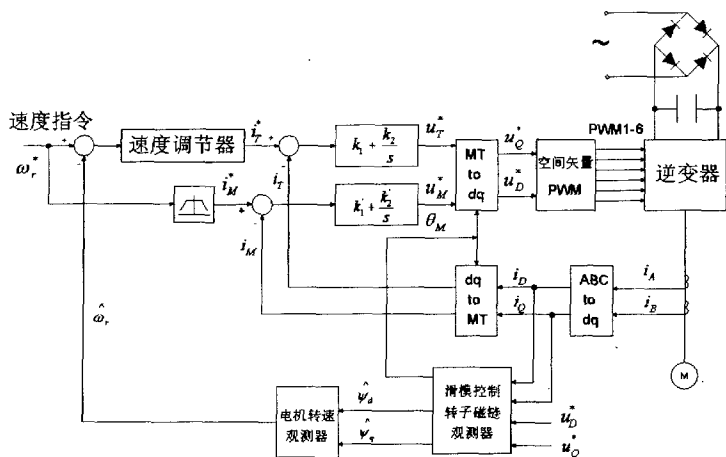 ~
速度指令
ω_r^*
+
速度调节器
i_T^*
+
i_T
k_1 + k_2/s
u_T^*
i_M^*
+
i_M
k_1' + k_2'/s
u_M^*
θ_M
MT
to
dq
u_Q^*
u_D^*
空间矢量
PWM
PWM1-6
逆变器
dq
to
MT
i_D
i_Q
ABC
to
dq
i_A
i_B
M
ω̂_r
电机转速
观测器
ψ̂_d
ψ̂_q
滑模控制
转子磁链
观测器
u_D^*
u_Q^*